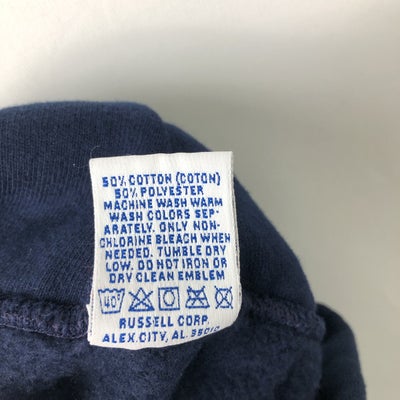 50% COTTON (COTON)
50% POLYESTER
MACHINE WASH WARM
WASH COLORS SEP-
ARATELY. ONLY NON-
CHLORINE BLEACH WHEN
NEEDED. TUMBLE DRY
LOW. DO NOT IRON OR
DRY CLEAN EMBLEM
40°
RUSSELL CORP.
ALEX. CITY, AL. 35010